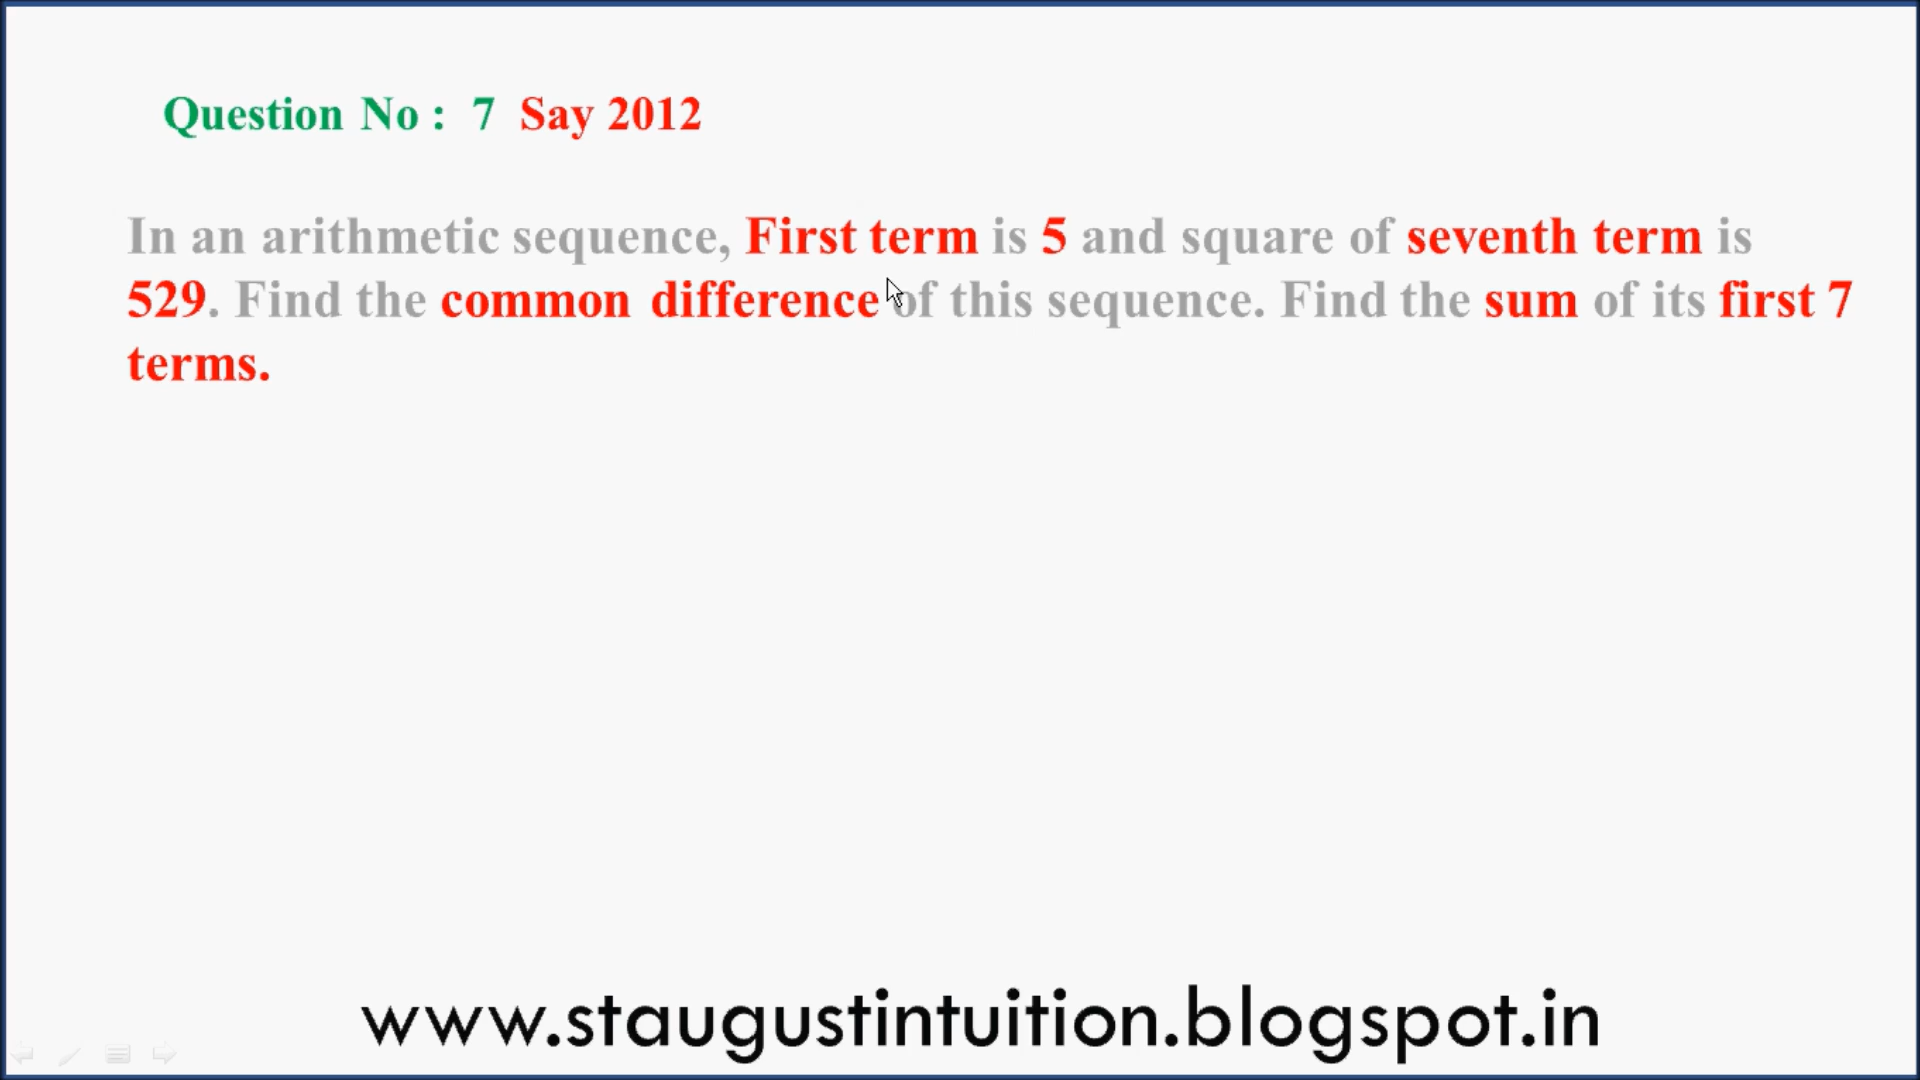 Question No : 7 Say 2012
In an arithmetic sequence, First term is 5 and square of seventh term is
529. Find the common difference of this sequence. Find the sum of its first 7
terms.
www.staugustintuition.blogspot.in